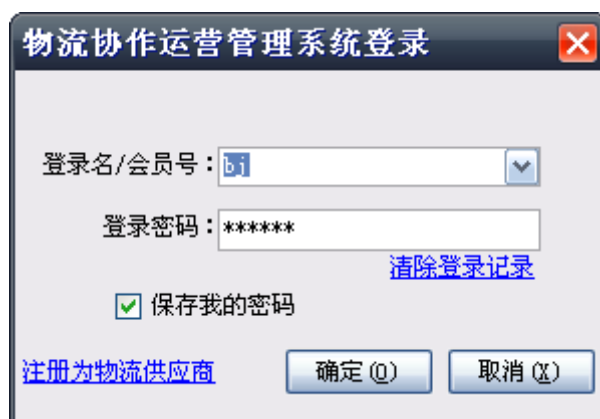 物流协作运营管理系统登录
登录名/会员号：bj
登录密码：******
清除登录记录
保存我的密码
注册为物流供应商 确定(O) 取消(X)